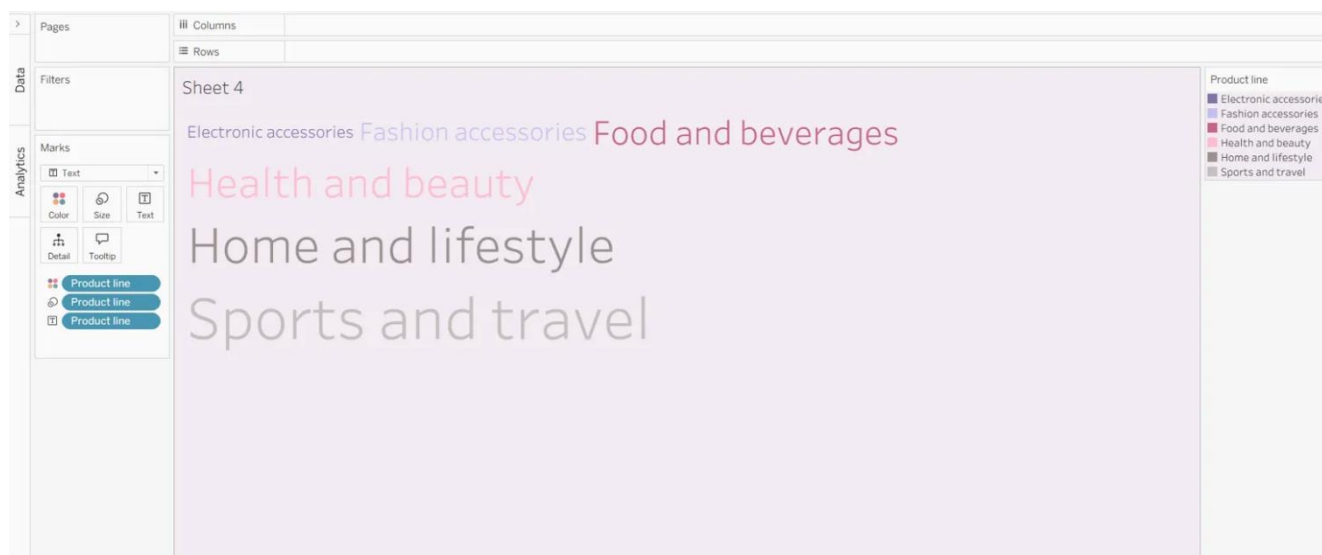 Pages
Columns
Rows
Data
Analytics
Filters
Marks
Text
Color Size Text
Detail Tooltip
Product line
Product line
Product line
Sheet 4
Electronic accessories Fashion accessories Food and beverages
Health and beauty
Home and lifestyle
Sports and travel
Product line
Electronic accessorie
Fashion accessories
Food and beverages
Health and beauty
Home and lifestyle
Sports and travel